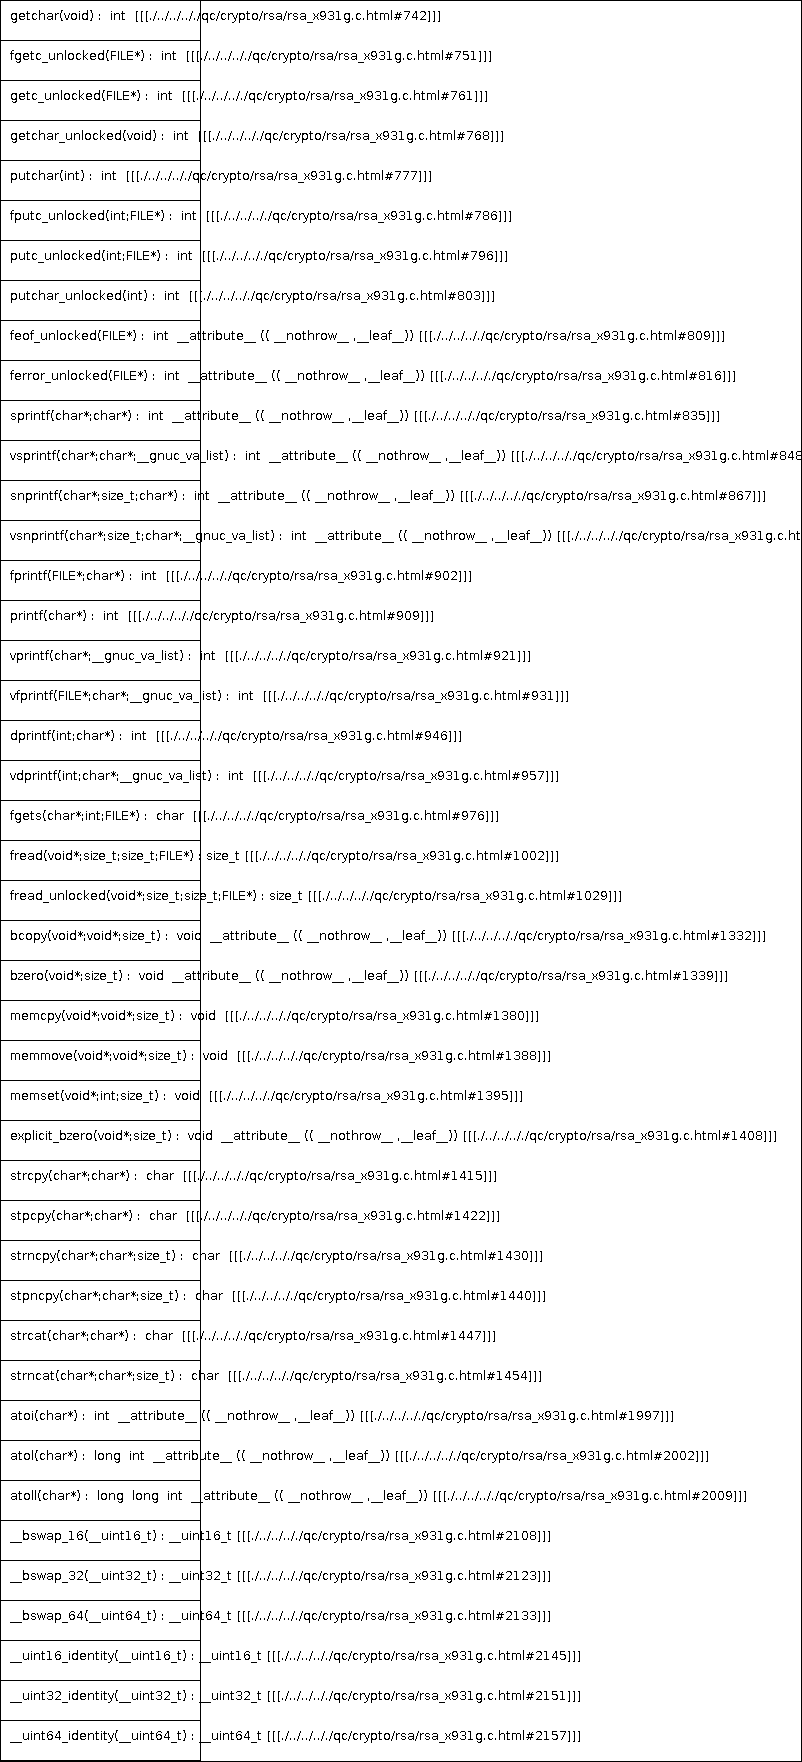 getchar(void) : int [[[./../../../../qc/crypto/rsa/rsa_x931g.c.html#742]]]
fgetc_unlocked(FILE*) : int [[[./../../../../qc/crypto/rsa/rsa_x931g.c.html#751]]]
getc_unlocked(FILE*) : int [[[./../../../../qc/crypto/rsa/rsa_x931g.c.html#761]]]
getchar_unlocked(void) : int [[[./../../../../qc/crypto/rsa/rsa_x931g.c.html#768]]]
putchar(int) : int [[[./../../../../qc/crypto/rsa/rsa_x931g.c.html#777]]]
fputc_unlocked(int;FILE*) : int [[[./../../../../qc/crypto/rsa/rsa_x931g.c.html#786]]]
putc_unlocked(int;FILE*) : int [[[./../../../../qc/crypto/rsa/rsa_x931g.c.html#796]]]
putchar_unlocked(int) : int [[[./../../../../qc/crypto/rsa/rsa_x931g.c.html#803]]]
feof_unlocked(FILE*) : int __attribute__ (( __nothrow__ ,__leaf__)) [[[./../../../../qc/crypto/rsa/rsa_x931g.c.html#809]]]
ferror_unlocked(FILE*) : int __attribute__ (( __nothrow__ ,__leaf__)) [[[./../../../../qc/crypto/rsa/rsa_x931g.c.html#816]]]
sprintf(char*;char*) : int __attribute__ (( __nothrow__ ,__leaf__)) [[[./../../../../qc/crypto/rsa/rsa_x931g.c.html#835]]]
vsprintf(char*;char*;__gnuc_va_list) : int __attribute__ (( __nothrow__ ,__leaf__)) [[[./../../../../qc/crypto/rsa/rsa_x931g.c.html#848
snprintf(char*;size_t;char*) : int __attribute__ (( __nothrow__ ,__leaf__)) [[[./../../../../qc/crypto/rsa/rsa_x931g.c.html#867]]]
vsnprintf(char*;size_t;char*;__gnuc_va_list) : int __attribute__ (( __nothrow__ ,__leaf__)) [[[./../../../../qc/crypto/rsa/rsa_x931g.c.ht
fprintf(FILE*;char*) : int [[[./../../../../qc/crypto/rsa/rsa_x931g.c.html#902]]]
printf(char*) : int [[[./../../../../qc/crypto/rsa/rsa_x931g.c.html#909]]]
vprintf(char*;__gnuc_va_list) : int [[[./../../../../qc/crypto/rsa/rsa_x931g.c.html#921]]]
vfprintf(FILE*;char*;__gnuc_va_list) : int [[[./../../../../qc/crypto/rsa/rsa_x931g.c.html#931]]]
dprintf(int;char*) : int [[[./../../../../qc/crypto/rsa/rsa_x931g.c.html#946]]]
vdprintf(int;char*;__gnuc_va_list) : int [[[./../../../../qc/crypto/rsa/rsa_x931g.c.html#957]]]
fgets(char*;int;FILE*) : char [[[./../../../../qc/crypto/rsa/rsa_x931g.c.html#976]]]
fread(void*;size_t;size_t;FILE*) : size_t [[[./../../../../qc/crypto/rsa/rsa_x931g.c.html#1002]]]
fread_unlocked(void*;size_t;size_t;FILE*) : size_t [[[./../../../../qc/crypto/rsa/rsa_x931g.c.html#1029]]]
bcopy(void*;void*;size_t) : void __attribute__ (( __nothrow__ ,__leaf__)) [[[./../../../../qc/crypto/rsa/rsa_x931g.c.html#1332]]]
bzero(void*;size_t) : void __attribute__ (( __nothrow__ ,__leaf__)) [[[./../../../../qc/crypto/rsa/rsa_x931g.c.html#1339]]]
memcpy(void*;void*;size_t) : void [[[./../../../../qc/crypto/rsa/rsa_x931g.c.html#1380]]]
memmove(void*;void*;size_t) : void [[[./../../../../qc/crypto/rsa/rsa_x931g.c.html#1388]]]
memset(void*;int;size_t) : void [[[./../../../../qc/crypto/rsa/rsa_x931g.c.html#1395]]]
explicit_bzero(void*;size_t) : void __attribute__ (( __nothrow__ ,__leaf__)) [[[./../../../../qc/crypto/rsa/rsa_x931g.c.html#1408]]]
strcpy(char*;char*) : char [[[./../../../../qc/crypto/rsa/rsa_x931g.c.html#1415]]]
stpcpy(char*;char*) : char [[[./../../../../qc/crypto/rsa/rsa_x931g.c.html#1422]]]
strncpy(char*;char*;size_t) : char [[[./../../../../qc/crypto/rsa/rsa_x931g.c.html#1430]]]
stpncpy(char*;char*;size_t) : char [[[./../../../../qc/crypto/rsa/rsa_x931g.c.html#1440]]]
strcat(char*;char*) : char [[[./../../../../qc/crypto/rsa/rsa_x931g.c.html#1447]]]
strncat(char*;char*;size_t) : char [[[./../../../../qc/crypto/rsa/rsa_x931g.c.html#1454]]]
atoi(char*) : int __attribute__ (( __nothrow__ ,__leaf__)) [[[./../../../../qc/crypto/rsa/rsa_x931g.c.html#1997]]]
atol(char*) : long int __attribute__ (( __nothrow__ ,__leaf__)) [[[./../../../../qc/crypto/rsa/rsa_x931g.c.html#2002]]]
atoll(char*) : long long int __attribute__ (( __nothrow__ ,__leaf__)) [[[./../../../../qc/crypto/rsa/rsa_x931g.c.html#2009]]]
__bswap_16(__uint16_t) : __uint16_t [[[./../../../../qc/crypto/rsa/rsa_x931g.c.html#2108]]]
__bswap_32(__uint32_t) : __uint32_t [[[./../../../../qc/crypto/rsa/rsa_x931g.c.html#2123]]]
__bswap_64(__uint64_t) : __uint64_t [[[./../../../../qc/crypto/rsa/rsa_x931g.c.html#2133]]]
__uint16_identity(__uint16_t) : __uint16_t [[[./../../../../qc/crypto/rsa/rsa_x931g.c.html#2145]]]
__uint32_identity(__uint32_t) : __uint32_t [[[./../../../../qc/crypto/rsa/rsa_x931g.c.html#2151]]]
__uint64_identity(__uint64_t) : __uint64_t [[[./../../../../qc/crypto/rsa/rsa_x931g.c.html#2157]]]